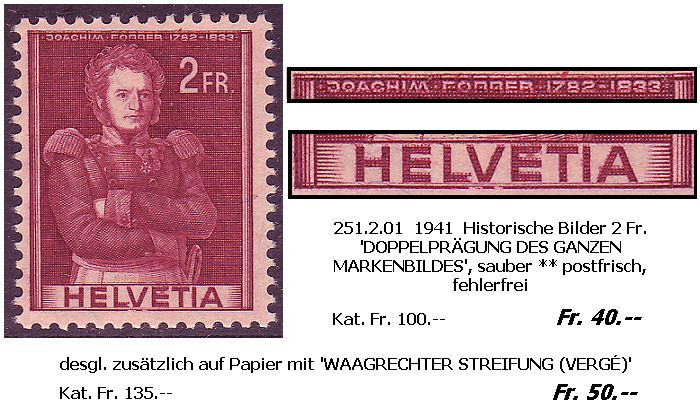 JOACHIM FORRER 1782-1833
2 FR.
HELVETIA
JOACHIM FORRER 1782-1833
HELVETIA
251.2.01 1941 Historische Bilder 2 Fr.
'DOPPELPRÄGUNG DES GANZEN
MARKENBILDES', sauber ** postfrisch,
fehlerfrei
Kat. Fr. 100.-- Fr. 40.--
desgl. zusätzlich auf Papier mit 'WAAGRECHTER STREIFUNG (VERGÉ)'
Kat. Fr. 135.-- Fr. 50.--